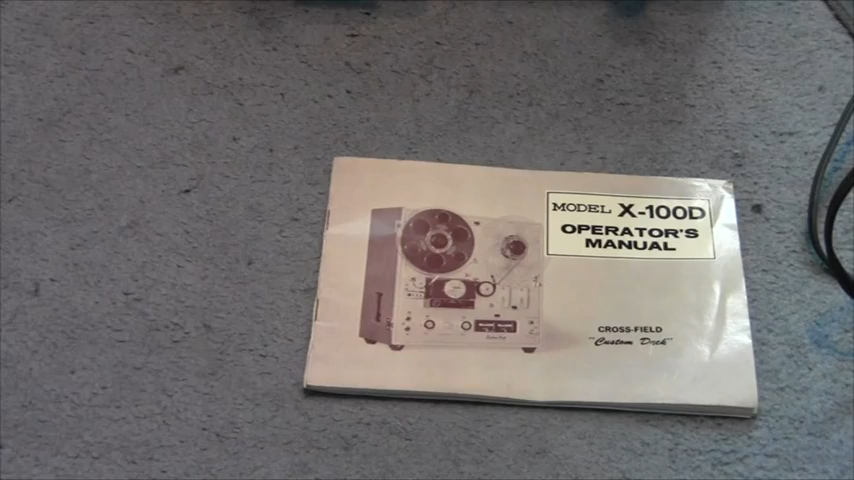 MODEL X-100D
OPERATOR'S
MANUAL
CROSS-FIELD
"Custom Deck"